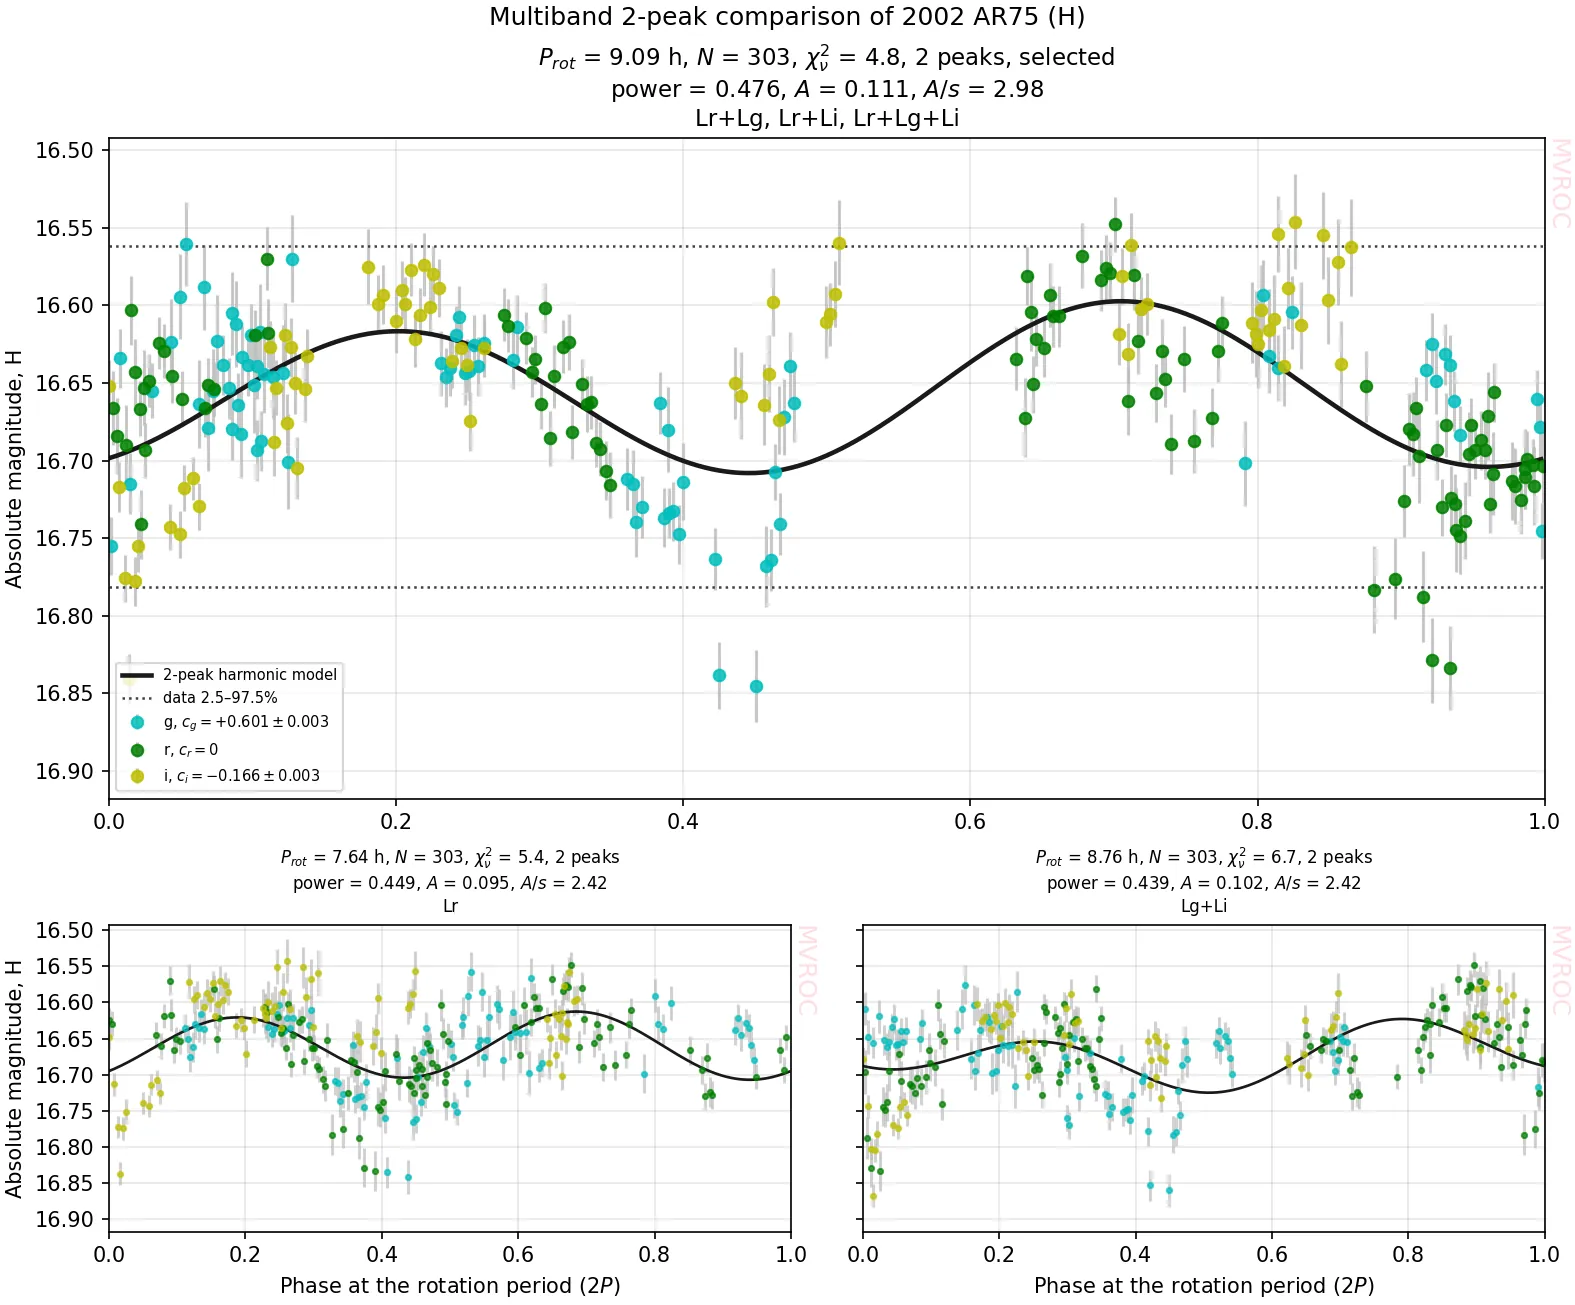 Multiband 2-peak comparison of 2002 AR75 (H)
P_rot = 9.09 h, N = 303, χ²_ν = 4.8, 2 peaks, selected
power = 0.476, A = 0.111, A/s = 2.98
Lr+Lg, Lr+Li, Lr+Lg+Li
MVROC
Absolute magnitude, H
16.50
16.55
16.60
16.65
16.70
16.75
16.80
16.85
16.90
2-peak harmonic model
data 2.5–97.5%
g, c_g = +0.601 ± 0.003
r, c_r = 0
i, c_i = −0.166 ± 0.003
0.0 0.2 0.4 0.6 0.8 1.0
P_rot = 7.64 h, N = 303, χ²_ν = 5.4, 2 peaks
power = 0.449, A = 0.095, A/s = 2.42
Lr
MVROC
Absolute magnitude, H
16.50
16.55
16.60
16.65
16.70
16.75
16.80
16.85
16.90
0.0 0.2 0.4 0.6 0.8 1.0
Phase at the rotation period (2P)
P_rot = 8.76 h, N = 303, χ²_ν = 6.7, 2 peaks
power = 0.439, A = 0.102, A/s = 2.42
Lg+Li
MVROC
0.0 0.2 0.4 0.6 0.8 1.0
Phase at the rotation period (2P)